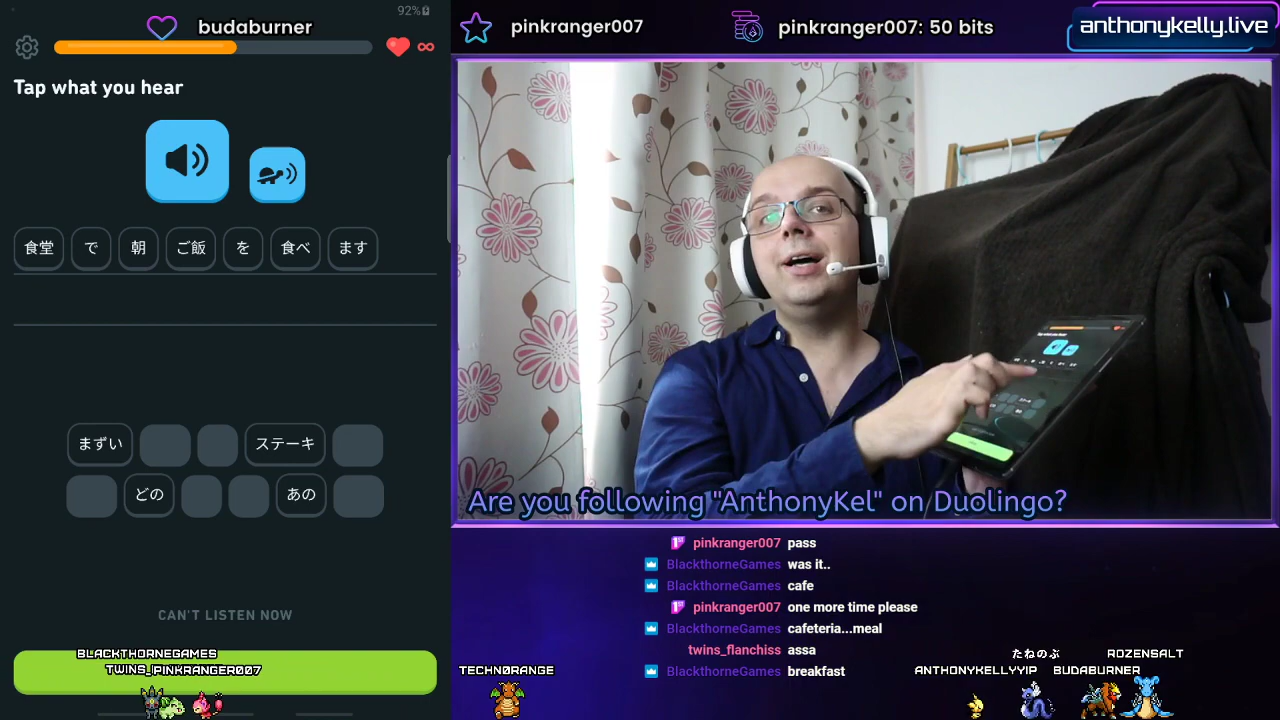 92%
budaburner
Tap what you hear
食堂 で 朝 ご飯 を 食べ ます
まずい ステーキ
どの あの
CAN'T LISTEN NOW
BLACKTHORNEGAMES
TWINS_PINKRANGER007
pinkranger007
pinkranger007: 50 bits
anthonykelly.live
Are you following "AnthonyKel" on Duolingo?
pinkranger007 pass
BlackthorneGames was it..
BlackthorneGames cafe
pinkranger007 one more time please
BlackthorneGames cafeteria...meal
twins_flanchiss assa
BlackthorneGames breakfast
TECHN0RANGE
たねのぶ
ROZENSALT
ANTHONYKELLYYIP
BUDABURNER